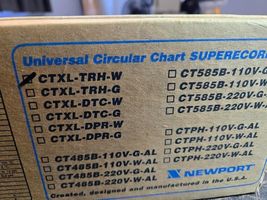 Universal Circular Chart SUPERECOR
CTXL-TRH-W
CTXL-TRH-G
CTXL-DTC-W
CTXL-DTC-G
CTXL-DPR-W
CTXL-DPR-G
CT485B-110V-G-AL
CT485B-110V-W-AL
CT485B-220V-G-AL
CT485B-220V-W-AL
CT585B-110V-G-
CT585B-110V-W-
CT585B-220V-G-
CT585B-220V-W-
CTPH-110V-G-AL
CTPH-110V-W-AL
CTPH-220V-G-AL
CTPH-220V-W-AL
NEWPORT
Created, designed and manufactured in the U.S.A.